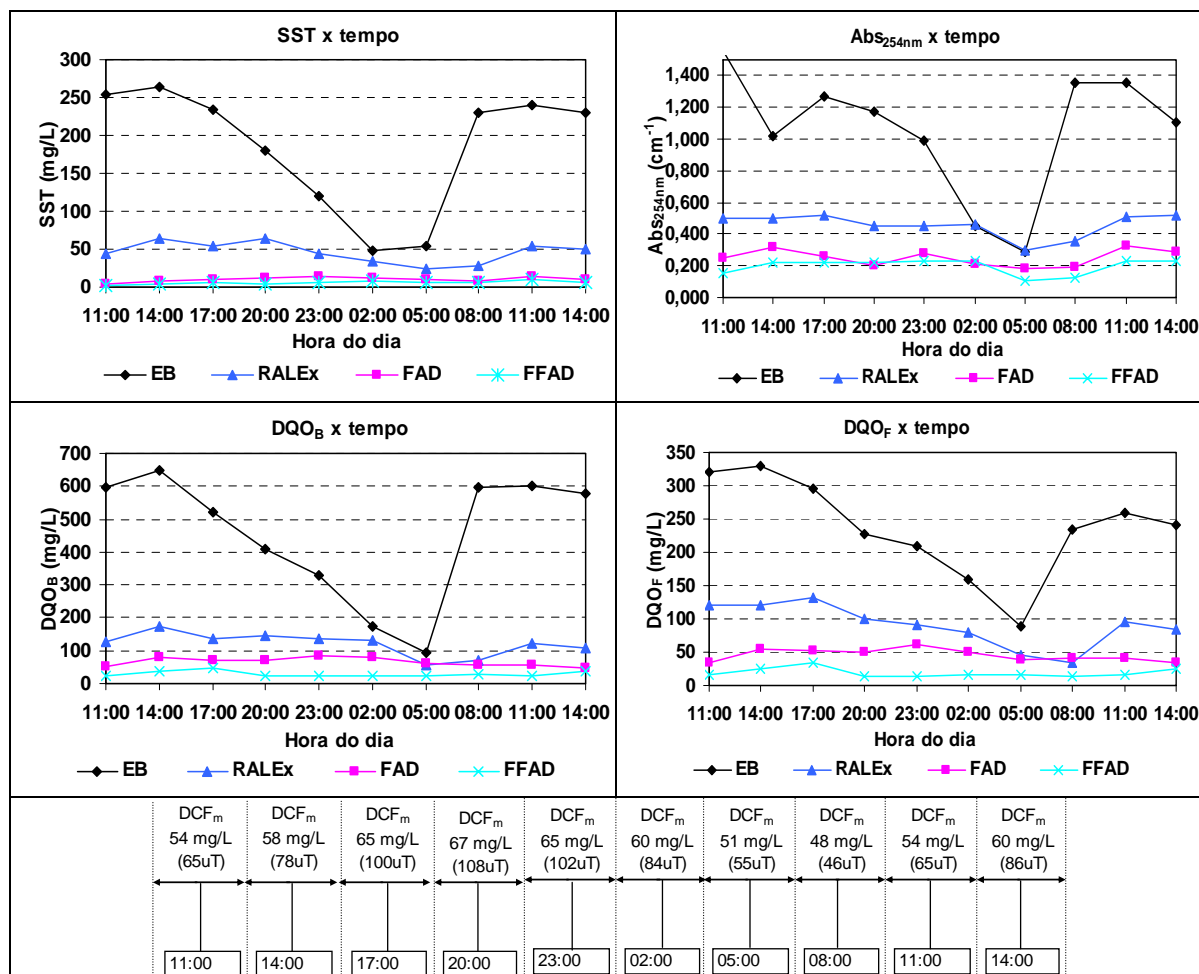 SST x tempo
300
250
200
150
100
50
0
SST (mg/L)
11:00 14:00 17:00 20:00 23:00 02:00 05:00 08:00 11:00 14:00
Hora do dia
EB RALEx FAD FFAD
Abs254nm x tempo
1,400
1,200
1,000
0,800
0,600
0,400
0,200
0,000
Abs254nm (cm-1)
11:00 14:00 17:00 20:00 23:00 02:00 05:00 08:00 11:00 14:00
Hora do dia
EB RALEx FAD FFAD
DQOB x tempo
700
600
500
400
300
200
100
0
DQOB (mg/L)
11:00 14:00 17:00 20:00 23:00 02:00 05:00 08:00 11:00 14:00
Hora do dia
EB RALEx FAD FFAD
DQOF x tempo
350
300
250
200
150
100
50
0
DQOF (mg/L)
11:00 14:00 17:00 20:00 23:00 02:00 05:00 08:00 11:00 14:00
Hora do dia
EB RALEx FAD FFAD
DCFm DCFm DCFm DCFm DCFm DCFm DCFm DCFm DCFm DCFm
54 mg/L 58 mg/L 65 mg/L 67 mg/L 65 mg/L 60 mg/L 51 mg/L 48 mg/L 54 mg/L 60 mg/L
(65uT) (78uT) (100uT) (108uT) (102uT) (84uT) (55uT) (46uT) (65uT) (86uT)
11:00 14:00 17:00 20:00 23:00 02:00 05:00 08:00 11:00 14:00